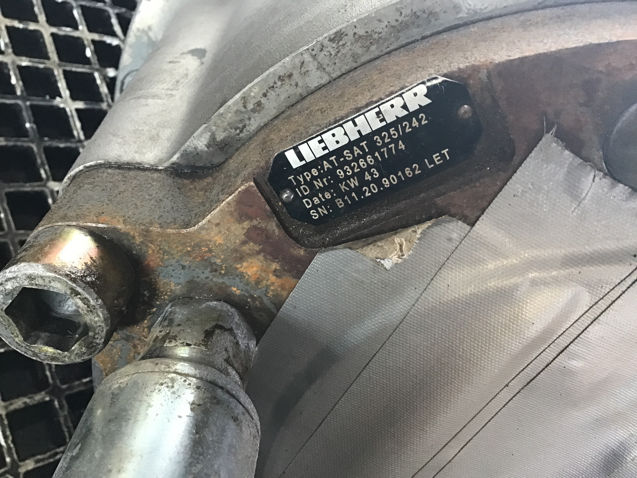 LIEBHERR
Type:AT-SAT 325/242
ID Nr: 932661774
Date: KW 43
SN: B11.20.90162 LET